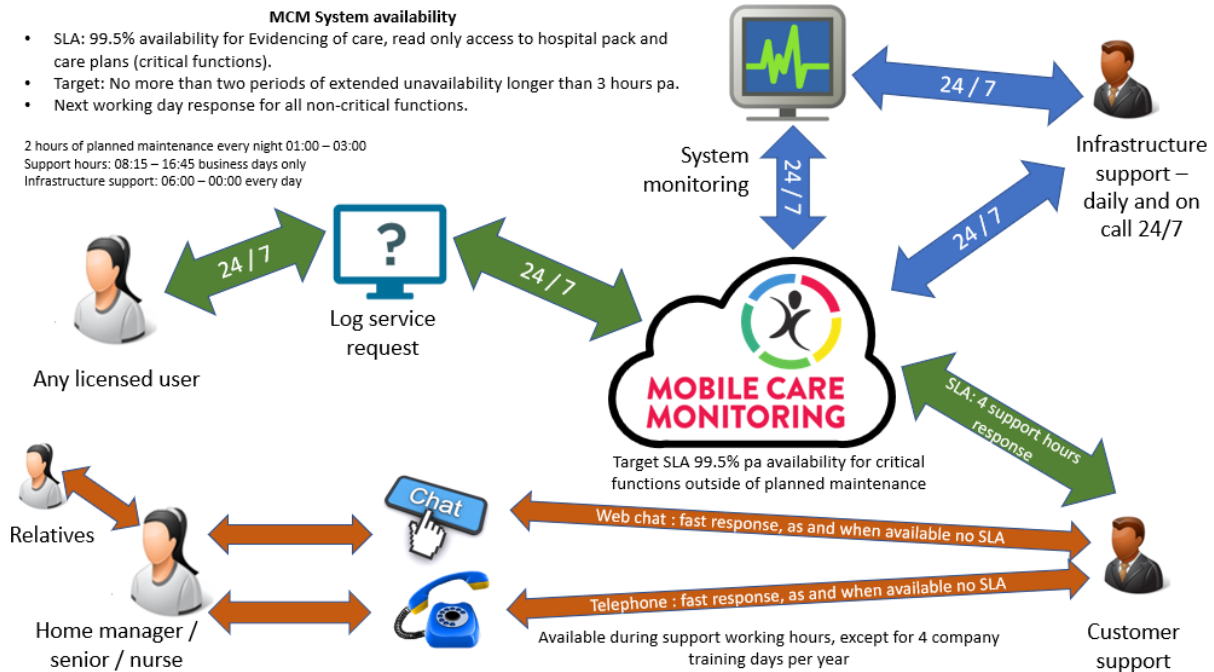 MCM System availability
• SLA: 99.5% availability for Evidencing of care, read only access to hospital pack and
care plans (critical functions).
• Target: No more than two periods of extended unavailability longer than 3 hours pa.
• Next working day response for all non-critical functions.
2 hours of planned maintenance every night 01:00 – 03:00
Support hours: 08:15 – 16:45 business days only
Infrastructure support: 06:00 – 00:00 every day
24 / 7
System
monitoring
24 / 7
Infrastructure
support –
daily and on
call 24/7
24 / 7
24 / 7
?
24 / 7
Log service
request
Any licensed user
MOBILE CARE
MONITORING
Target SLA 99.5% pa availability for critical
functions outside of planned maintenance
SLA: 4 support hours
response
Relatives
Chat
Web chat : fast response, as and when available no SLA
Telephone : fast response, as and when available no SLA
Home manager /
senior / nurse
Available during support working hours, except for 4 company
training days per year
Customer
support